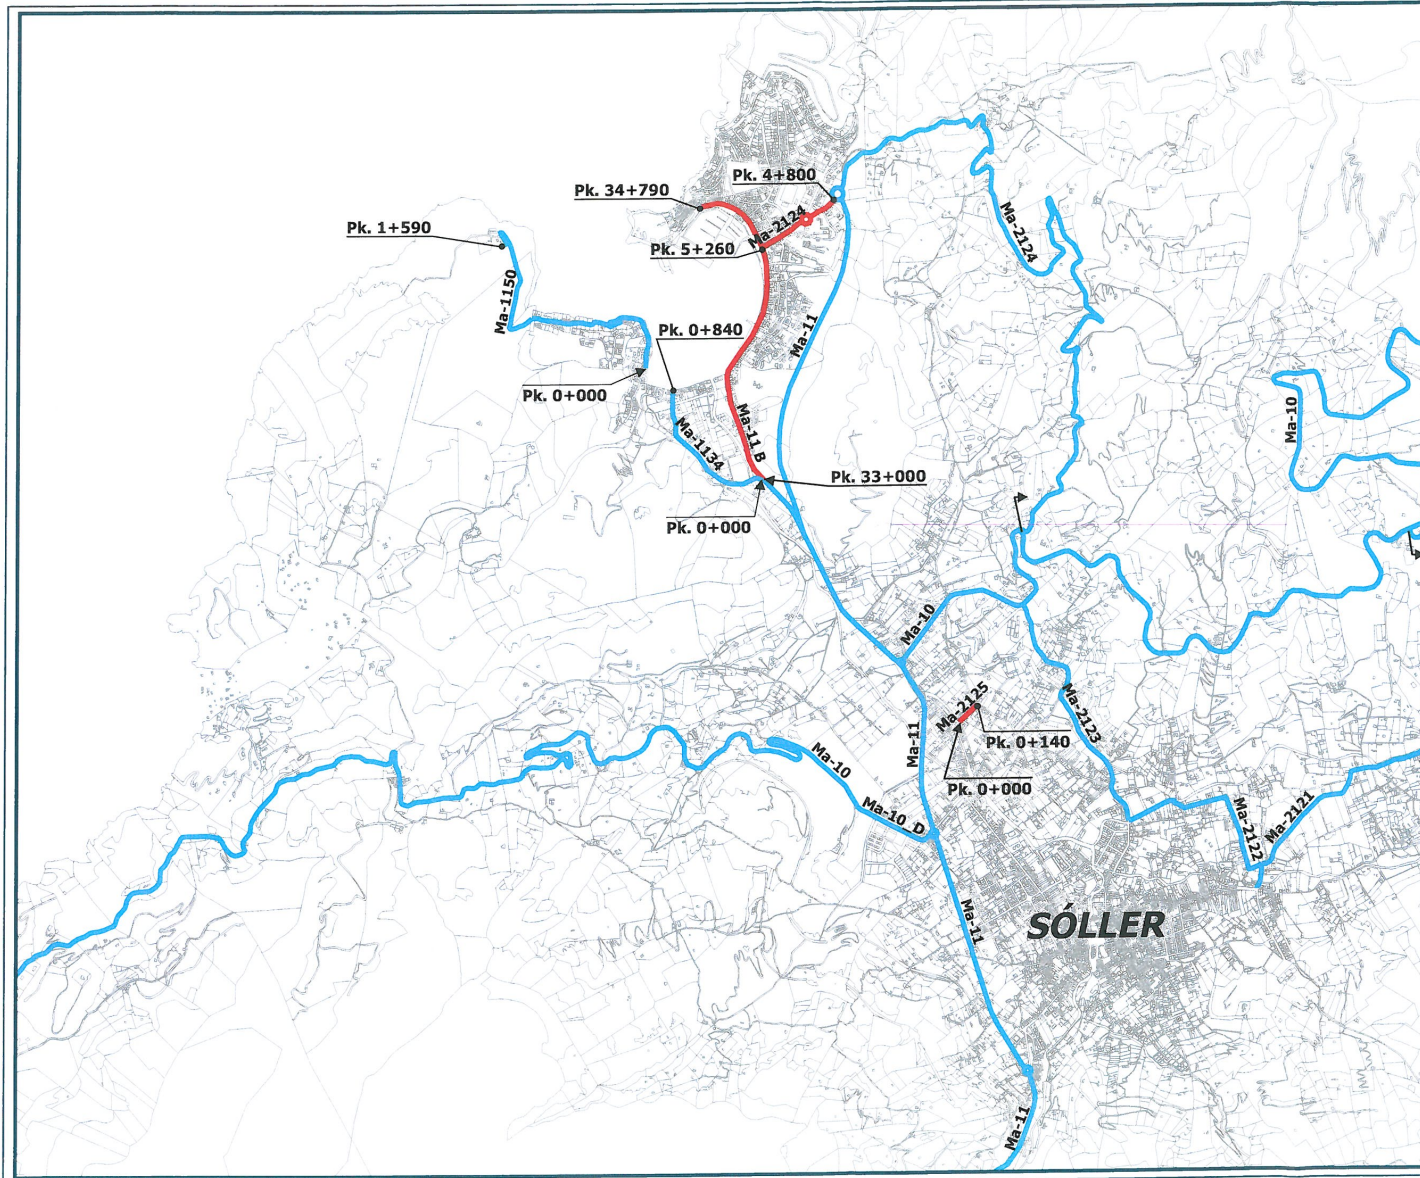 Pk. 4+800
Pk. 34+790
Ma-2124
Ma-2124
Pk. 1+590
Pk. 5+260
Ma-1150
Ma-11
Pk. 0+840
Pk. 0+000
Ma-10
Ma-11 B
Ma-1134
Pk. 33+000
Pk. 0+000
Ma-10
Ma-2125
Ma-2123
Ma-11
Pk. 0+140
Ma-10
Pk. 0+000
Ma-10_D
Ma-2122
Ma-2121
Ma-11
SÓLLER
Ma-11